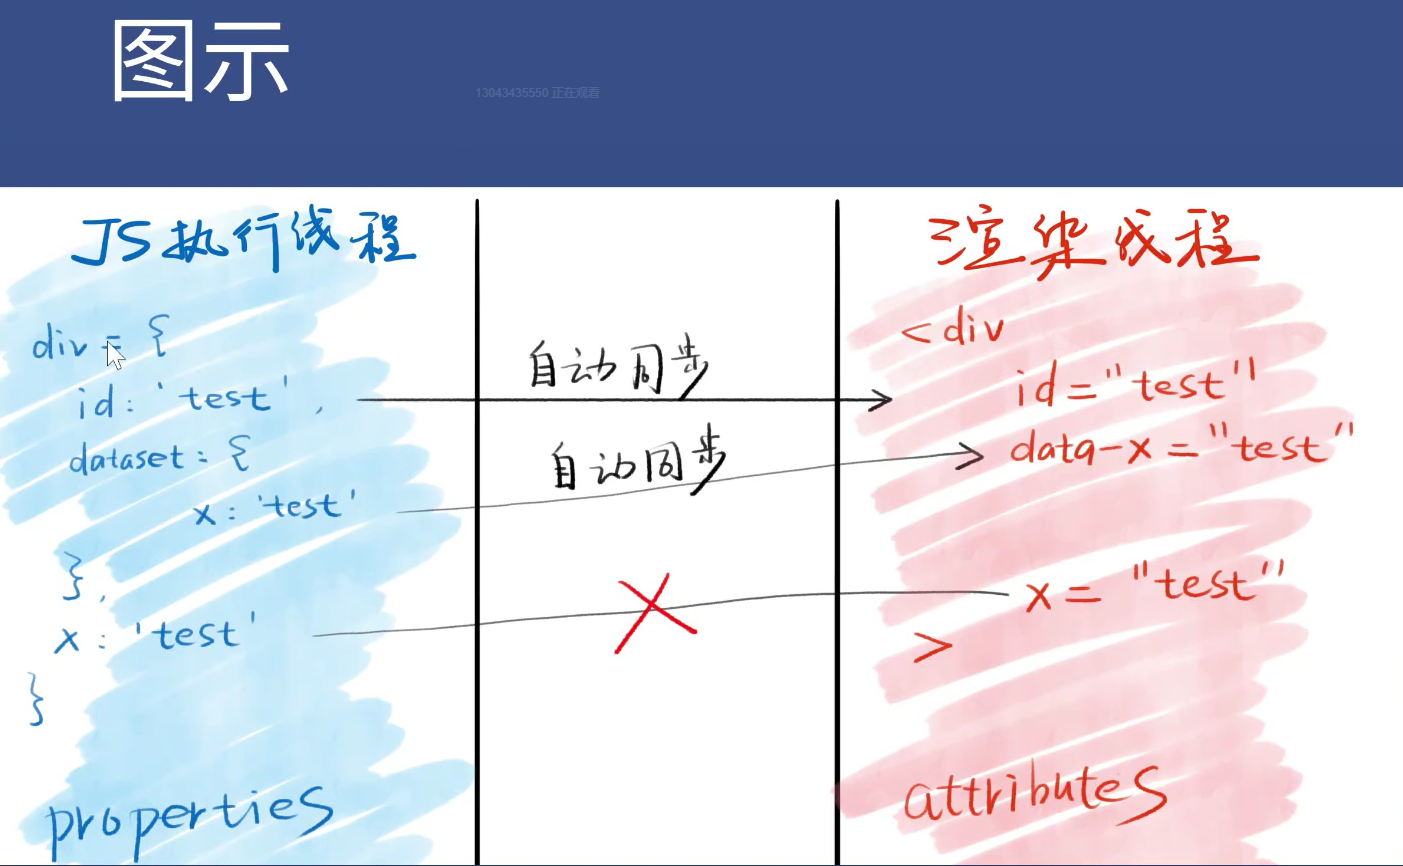 图示
13043435550 正在观看
JS执行线程
div = {
id: 'test',
dataset: {
x: 'test'
},
x: 'test'
}
properties
自动同步
自动同步
渲染线程
<div
id="test"
data-x="test"
x="test"
>
attributes